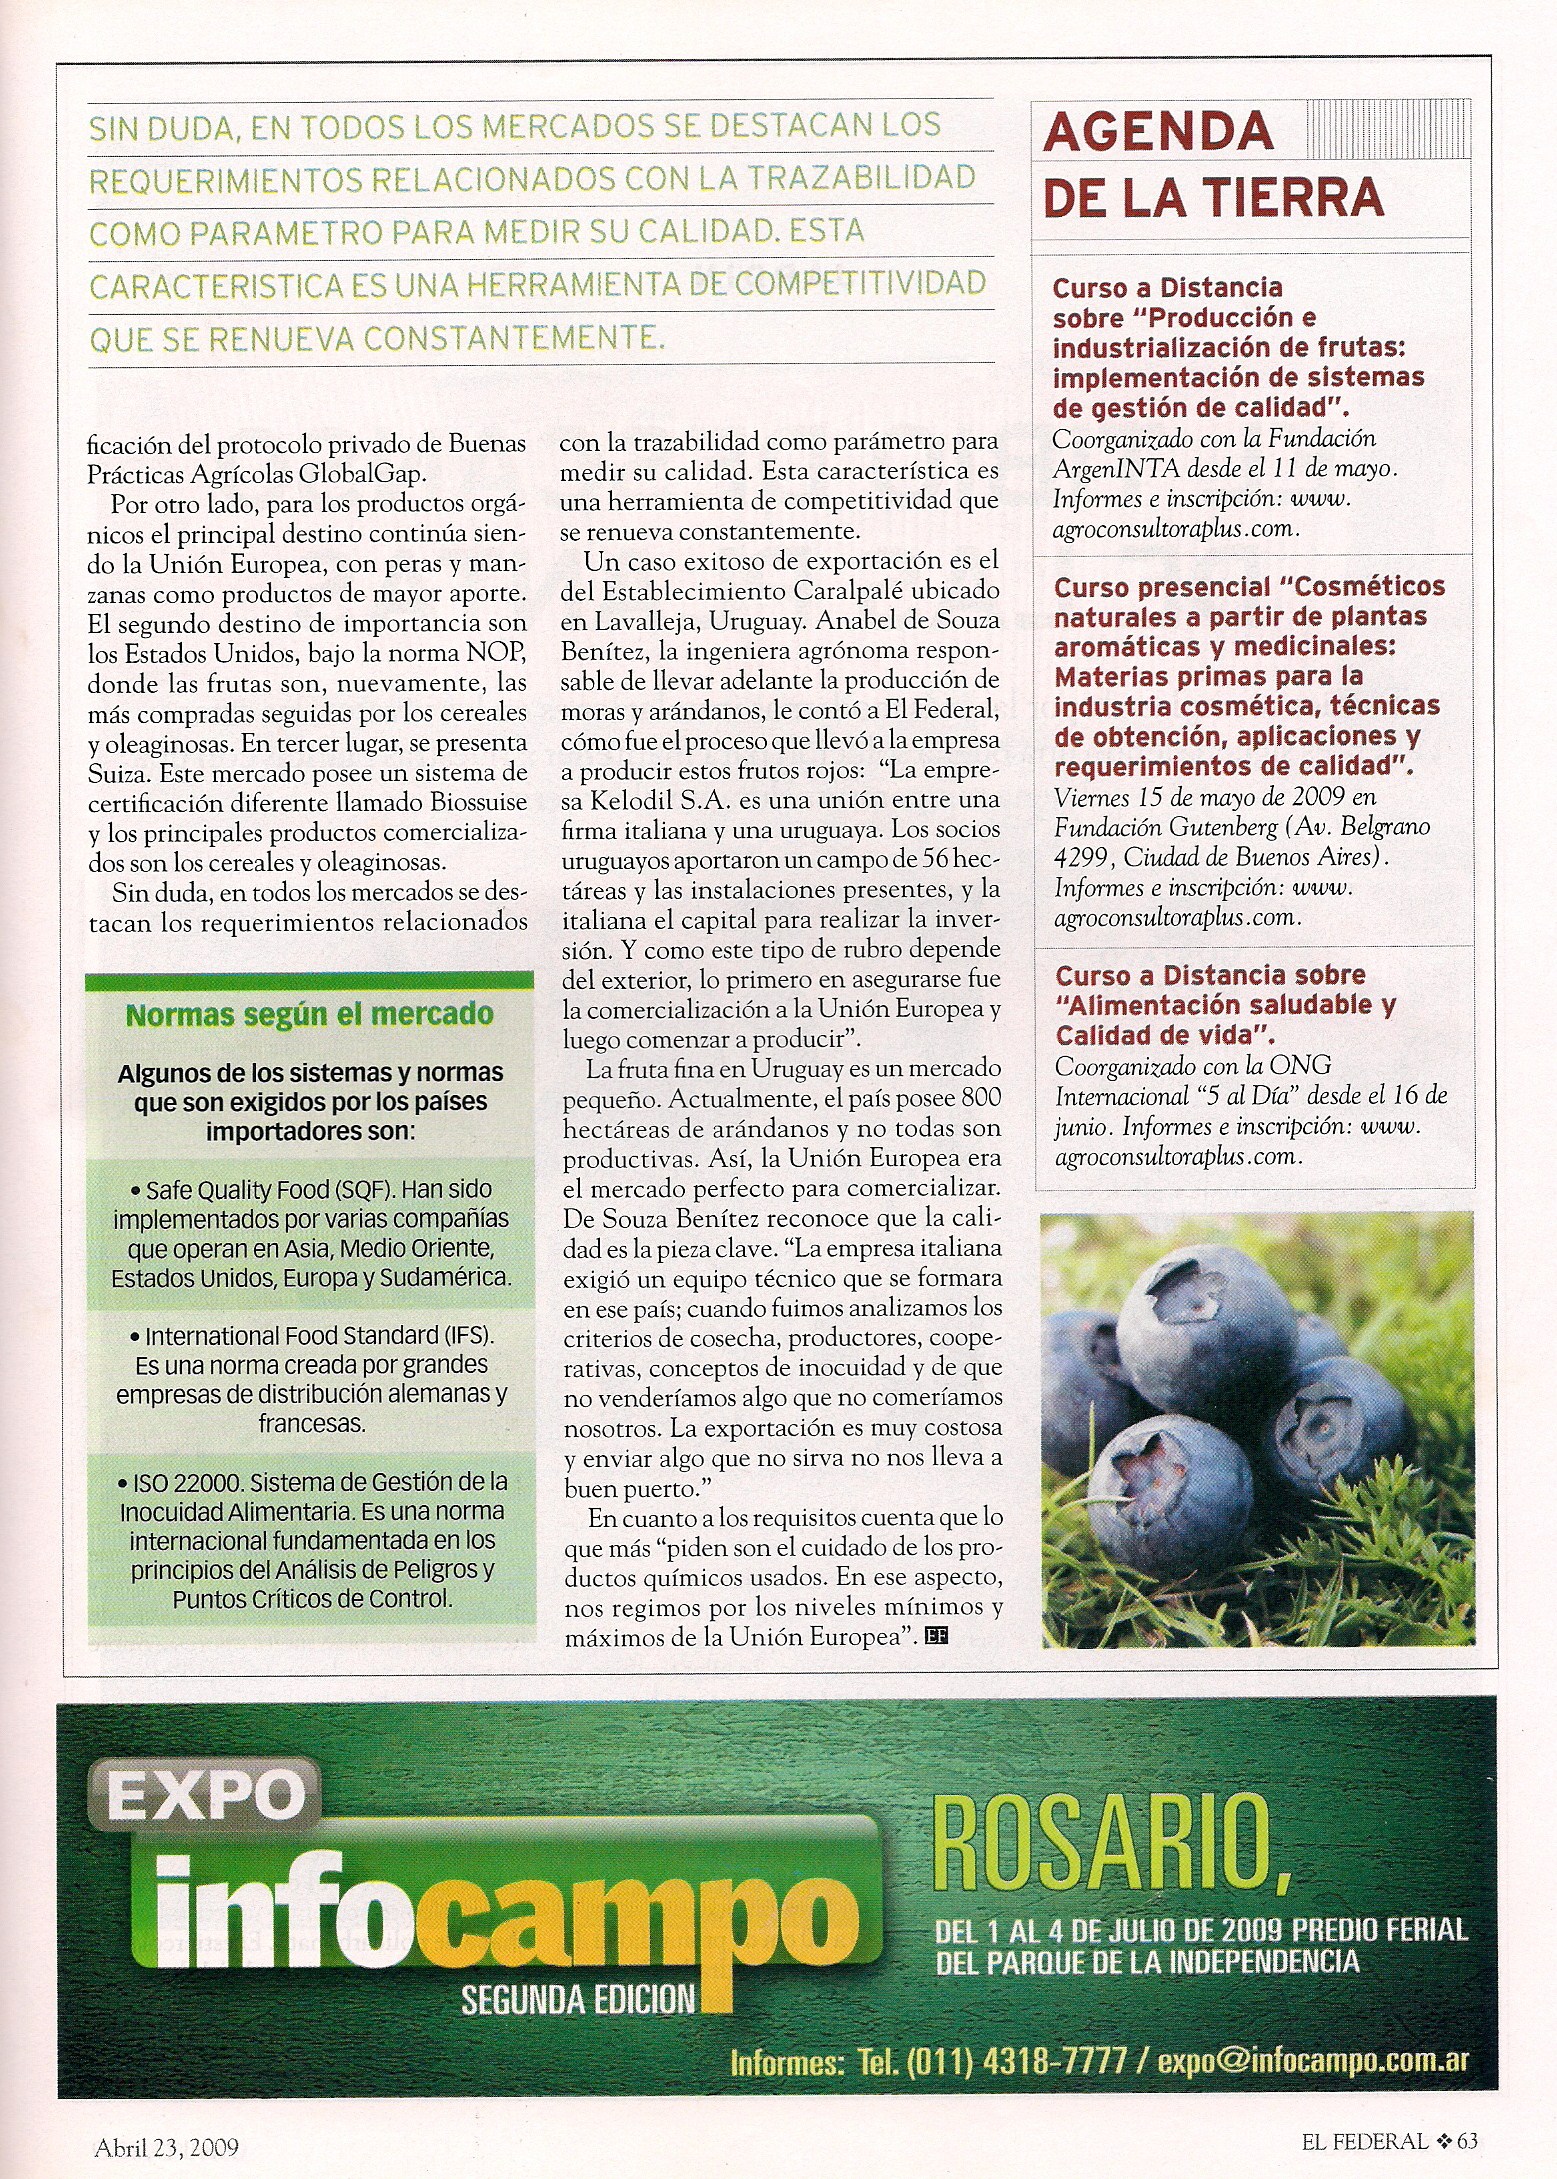 SIN DUDA, EN TODOS LOS MERCADOS SE DESTACAN LOS
REQUERIMIENTOS RELACIONADOS CON LA TRAZABILIDAD
COMO PARAMETRO PARA MEDIR SU CALIDAD. ESTA
CARACTERISTICA ES UNA HERRAMIENTA DE COMPETITIVIDAD
QUE SE RENUEVA CONSTANTEMENTE.
ficación del protocolo privado de Buenas
Prácticas Agrícolas GlobalGap.
Por otro lado, para los productos orgá-
nicos el principal destino continúa sien-
do la Unión Europea, con peras y man-
zanas como productos de mayor aporte.
El segundo destino de importancia son
los Estados Unidos, bajo la norma NOP,
donde las frutas son, nuevamente, las
más compradas seguidas por los cereales
y oleaginosas. En tercer lugar, se presenta
Suiza. Este mercado posee un sistema de
certificación diferente llamado Biossuise
y los principales productos comercializa-
dos son los cereales y oleaginosas.
Sin duda, en todos los mercados se des-
tacan los requerimientos relacionados
Normas según el mercado
Algunos de los sistemas y normas
que son exigidos por los países
importadores son:
• Safe Quality Food (SQF). Han sido
implementados por varias compañías
que operan en Asia, Medio Oriente,
Estados Unidos, Europa y Sudamérica.
• International Food Standard (IFS).
Es una norma creada por grandes
empresas de distribución alemanas y
francesas.
• ISO 22000. Sistema de Gestión de la
Inocuidad Alimentaria. Es una norma
internacional fundamentada en los
principios del Análisis de Peligros y
Puntos Críticos de Control.
con la trazabilidad como parámetro para
medir su calidad. Esta característica es
una herramienta de competitividad que
se renueva constantemente.
Un caso exitoso de exportación es el
del Establecimiento Caralpalé ubicado
en Lavalleja, Uruguay. Anabel de Souza
Benítez, la ingeniera agrónoma respon-
sable de llevar adelante la producción de
moras y arándanos, le contó a El Federal,
cómo fue el proceso que llevó a la empresa
a producir estos frutos rojos: “La empre-
sa Kelodil S.A. es una unión entre una
firma italiana y una uruguaya. Los socios
uruguayos aportaron un campo de 56 hec-
táreas y las instalaciones presentes, y la
italiana el capital para realizar la inver-
sión. Y como este tipo de rubro depende
del exterior, lo primero en asegurarse fue
la comercialización a la Unión Europea y
luego comenzar a producir”.
La fruta fina en Uruguay es un mercado
pequeño. Actualmente, el país posee 800
hectáreas de arándanos y no todas son
productivas. Así, la Unión Europea era
el mercado perfecto para comercializar.
De Souza Benítez reconoce que la cali-
dad es la pieza clave. “La empresa italiana
exigió un equipo técnico que se formara
en ese país; cuando fuimos analizamos los
criterios de cosecha, productores, coope-
rativas, conceptos de inocuidad y de que
no venderíamos algo que no comeríamos
nosotros. La exportación es muy costosa
y enviar algo que no sirva no nos lleva a
buen puerto.”
En cuanto a los requisitos cuenta que lo
que más “piden son el cuidado de los pro-
ductos químicos usados. En ese aspecto,
nos regimos por los niveles mínimos y
máximos de la Unión Europea”. EF
AGENDA
DE LA TIERRA
Curso a Distancia
sobre “Producción e
industrialización de frutas:
implementación de sistemas
de gestión de calidad”.
Coorganizado con la Fundación
ArgenINTA desde el 11 de mayo.
Informes e inscripción: www.
agroconsultoraplus.com.
Curso presencial “Cosméticos
naturales a partir de plantas
aromáticas y medicinales:
Materias primas para la
industria cosmética, técnicas
de obtención, aplicaciones y
requerimientos de calidad”.
Viernes 15 de mayo de 2009 en
Fundación Gutenberg (Av. Belgrano
4299, Ciudad de Buenos Aires).
Informes e inscripción: www.
agroconsultoraplus.com.
Curso a Distancia sobre
“Alimentación saludable y
Calidad de vida”.
Coorganizado con la ONG
Internacional “5 al Día” desde el 16 de
junio. Informes e inscripción: www.
agroconsultoraplus.com.
EXPO
infocampo
SEGUNDA EDICION
ROSARIO,
DEL 1 AL 4 DE JULIO DE 2009 PREDIO FERIAL
DEL PARQUE DE LA INDEPENDENCIA
Informes: Tel. (011) 4318-7777 / expo@infocampo.com.ar
Abril 23, 2009
EL FEDERAL ❖ 63